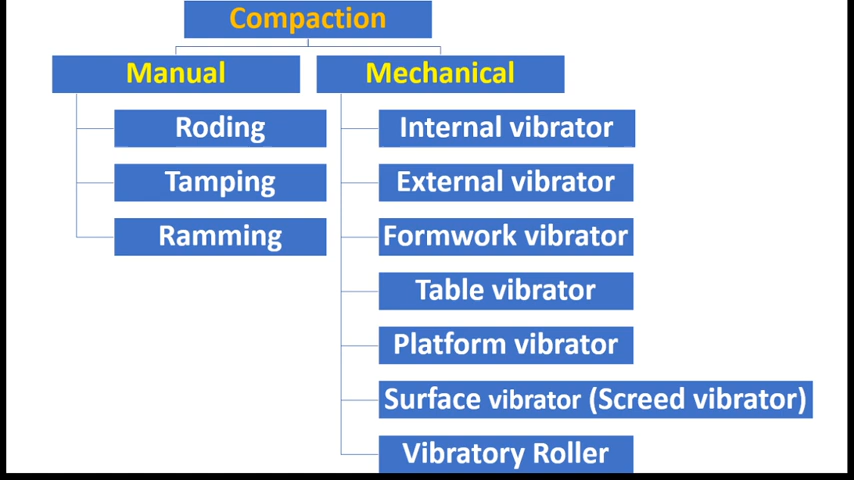 Compaction
Manual
Mechanical
Roding
Tamping
Ramming
Internal vibrator
External vibrator
Formwork vibrator
Table vibrator
Platform vibrator
Surface vibrator (Screed vibrator)
Vibratory Roller